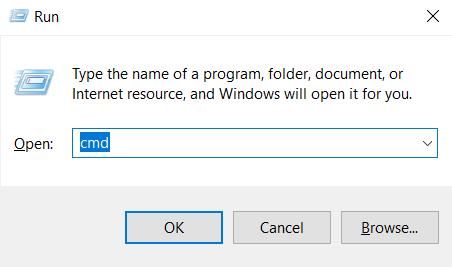 Run
Type the name of a program, folder, document, or
Internet resource, and Windows will open it for you.
Open: cmd
OK Cancel Browse...